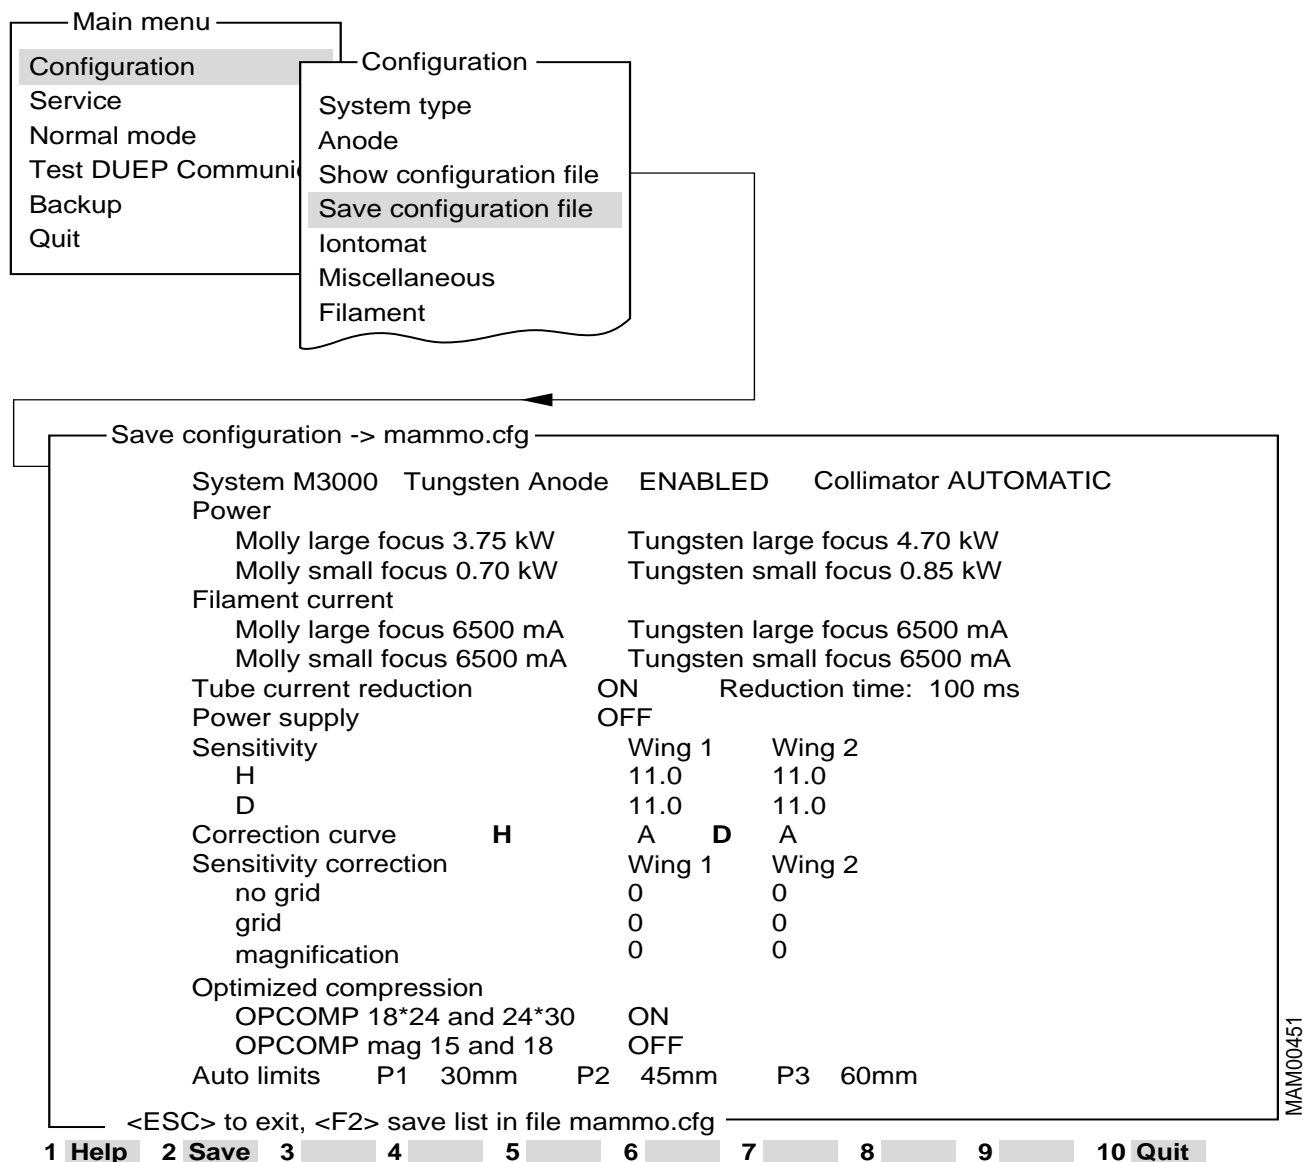 Main menu
Configuration
Service
Normal mode
Test DUEP Communi
Backup
Quit
Configuration
System type
Anode
Show configuration file
Save configuration file
Iontomat
Miscellaneous
Filament
Save configuration -> mammo.cfg
System M3000 Tungsten Anode ENABLED Collimator AUTOMATIC
Power
Molly large focus 3.75 kW Tungsten large focus 4.70 kW
Molly small focus 0.70 kW Tungsten small focus 0.85 kW
Filament current
Molly large focus 6500 mA Tungsten large focus 6500 mA
Molly small focus 6500 mA Tungsten small focus 6500 mA
Tube current reduction ON Reduction time: 100 ms
Power supply OFF
Sensitivity Wing 1 Wing 2
H 11.0 11.0
D 11.0 11.0
Correction curve H A D A
Sensitivity correction Wing 1 Wing 2
no grid 0 0
grid 0 0
magnification 0 0
Optimized compression
OPCOMP 18*24 and 24*30 ON
OPCOMP mag 15 and 18 OFF
Auto limits P1 30mm P2 45mm P3 60mm
<ESC> to exit, <F2> save list in file mammo.cfg
1 Help 2 Save 3 4 5 6 7 8 9 10 Quit
MAM00451